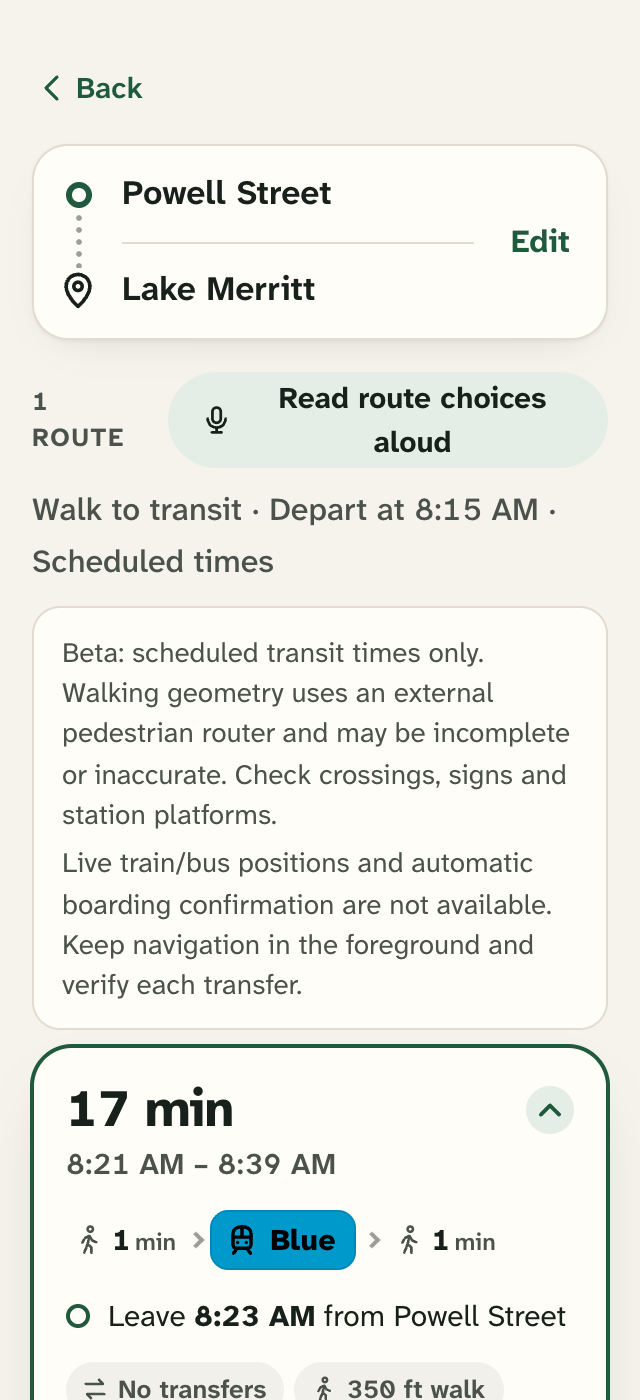 Back
Powell Street
Edit
Lake Merritt
1
ROUTE
Read route choices
aloud
Walk to transit · Depart at 8:15 AM ·
Scheduled times
Beta: scheduled transit times only.
Walking geometry uses an external
pedestrian router and may be incomplete
or inaccurate. Check crossings, signs and
station platforms.
Live train/bus positions and automatic
boarding confirmation are not available.
Keep navigation in the foreground and
verify each transfer.
17 min
8:21 AM – 8:39 AM
1 min Blue 1 min
Leave 8:23 AM from Powell Street
No transfers 350 ft walk